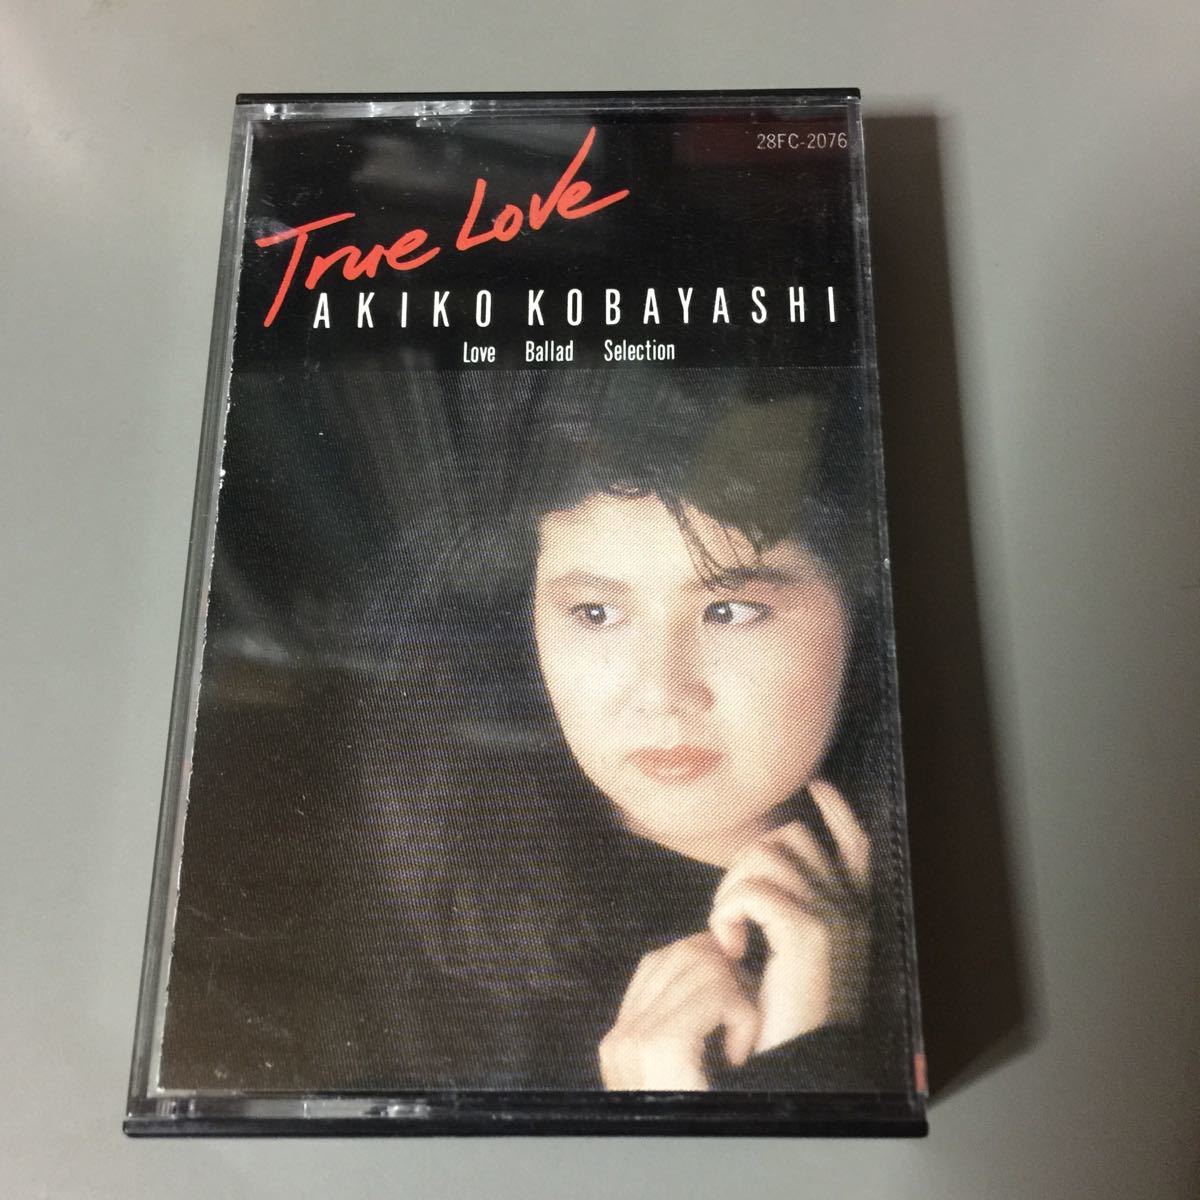 28FC-2076
True Love
AKIKO KOBAYASHI
Love Ballad Selection